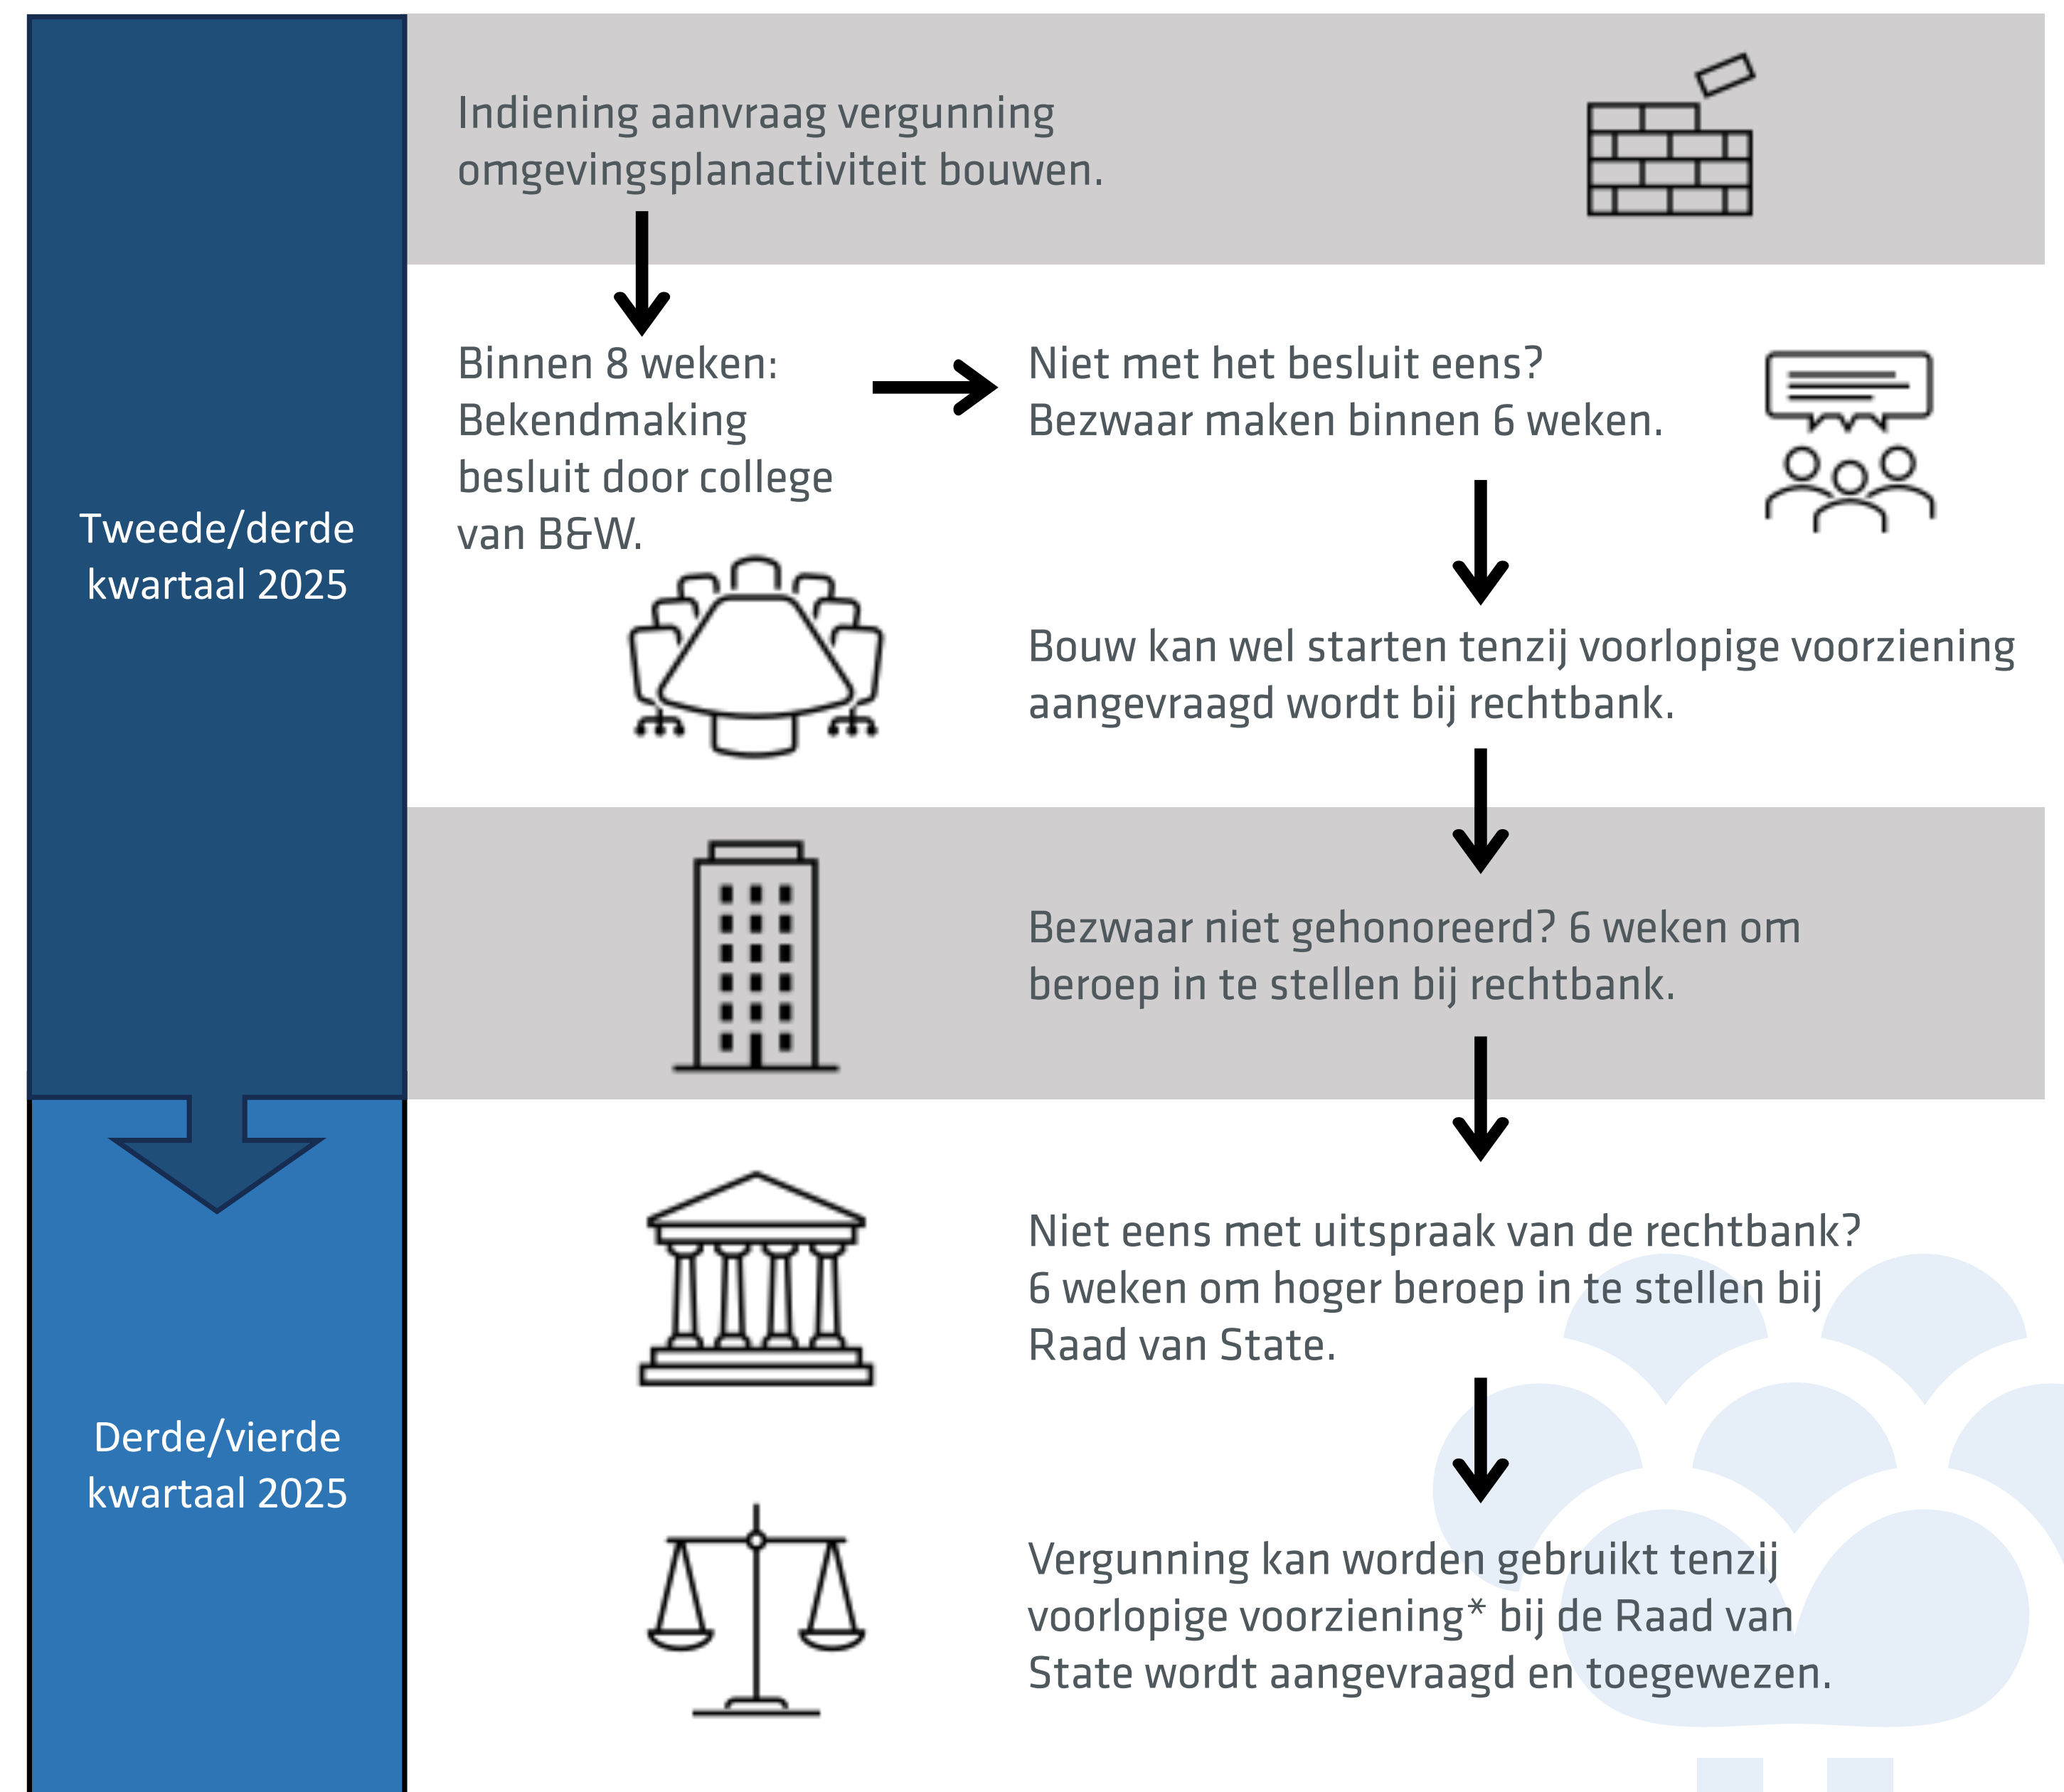 Indiening aanvraag vergunning
omgevingsplanactiviteit bouwen.
Tweede/derde
kwartaal 2025
Binnen 8 weken:
Bekendmaking
besluit door college
van B&W.
Niet met het besluit eens?
Bezwaar maken binnen 6 weken.
Bouw kan wel starten tenzij voorlopige voorziening
aangevraagd wordt bij rechtbank.
Bezwaar niet gehonoreerd? 6 weken om
beroep in te stellen bij rechtbank.
Derde/vierde
kwartaal 2025
Niet eens met uitspraak van de rechtbank?
6 weken om hoger beroep in te stellen bij
Raad van State.
Vergunning kan worden gebruikt tenzij
voorlopige voorziening* bij de Raad van
State wordt aangevraagd en toegewezen.